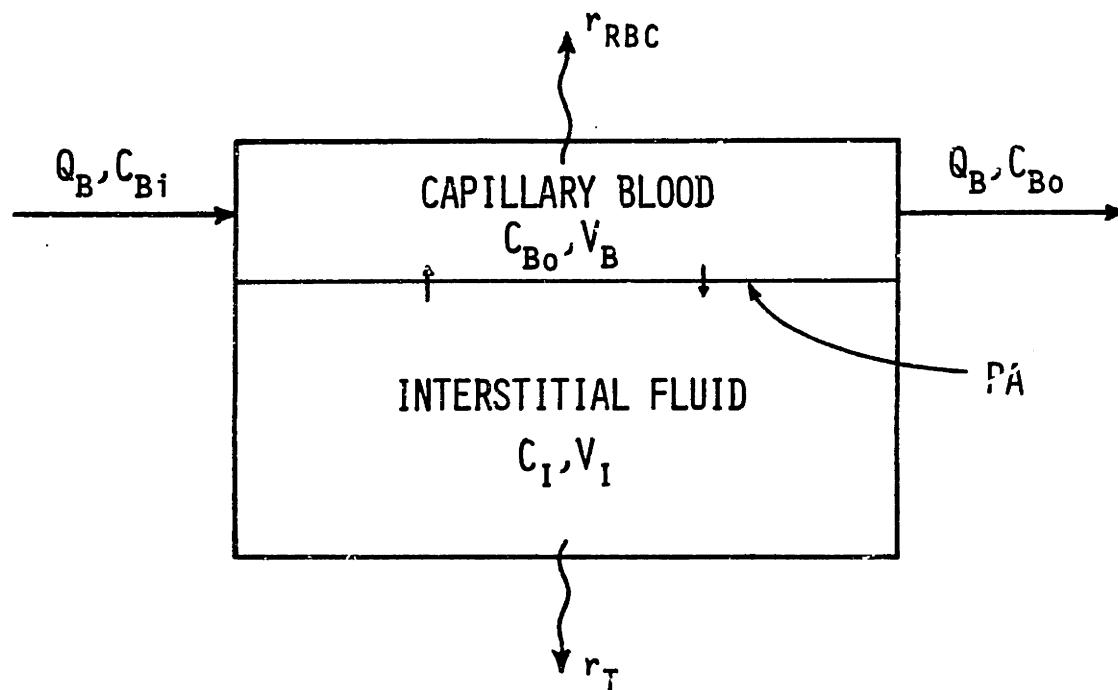 r_RBC
Q_B, C_Bi
Q_B, C_Bo
CAPILLARY BLOOD
C_Bo, V_B
PA
INTERSTITIAL FLUID
C_I, V_I
r_T